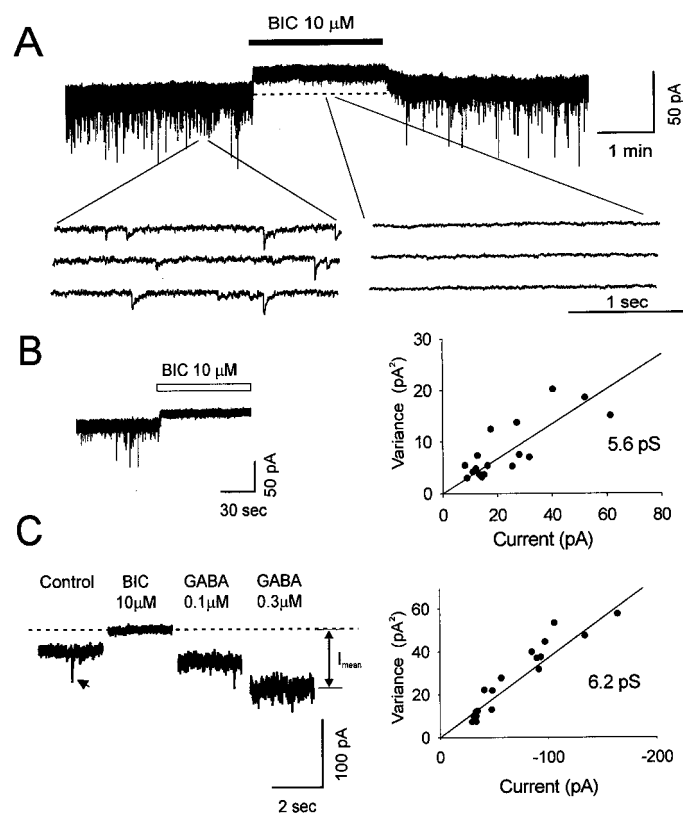 A
BIC 10 μM
50 pA
1 min
1 sec
B
BIC 10 μM
50 pA
30 sec
Variance (pA²)
30
20
10
0
0 20 40 60 80
5.6 pS
Current (pA)
C
Control BIC GABA GABA
10μM 0.1μM 0.3μM
Imean
100 pA
2 sec
Variance (pA²)
60
40
20
0
0 -100 -200
6.2 pS
Current (pA)